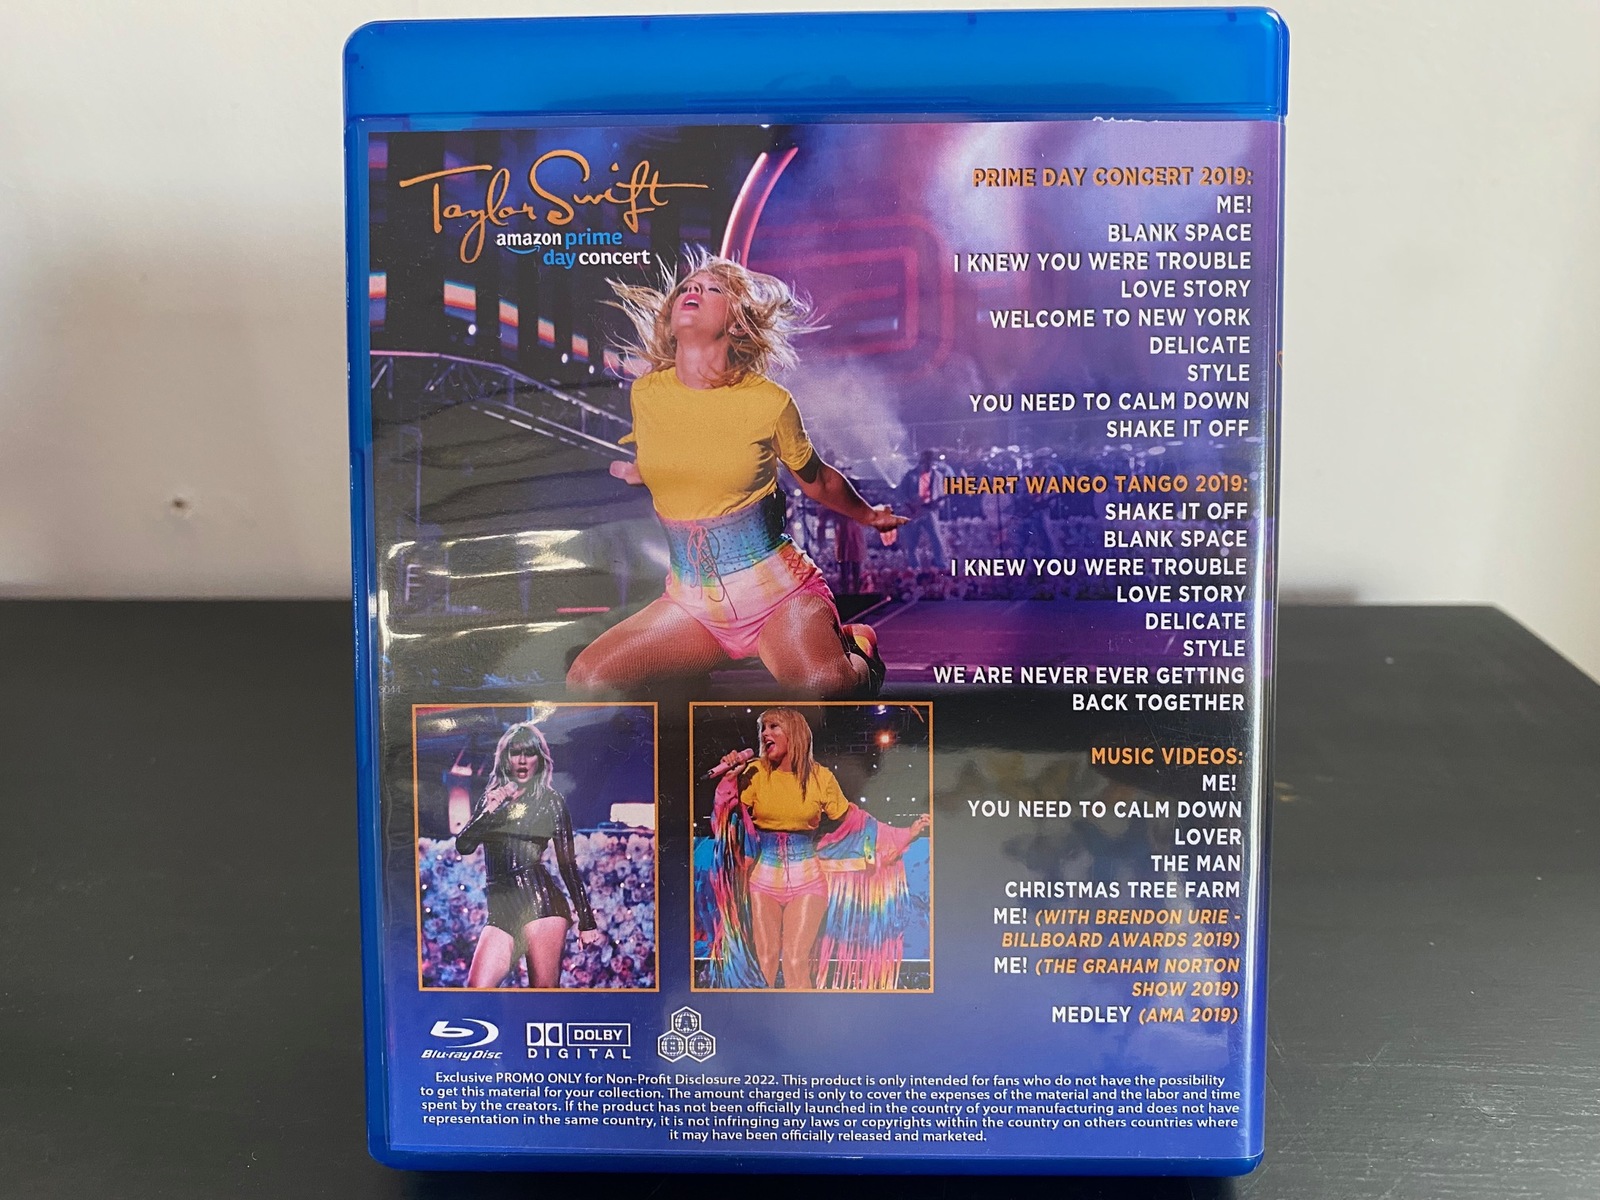 Taylor Swift
amazon prime
day concert
PRIME DAY CONCERT 2019:
ME!
BLANK SPACE
I KNEW YOU WERE TROUBLE
LOVE STORY
WELCOME TO NEW YORK
DELICATE
STYLE
YOU NEED TO CALM DOWN
SHAKE IT OFF
IHEART WANGO TANGO 2019:
SHAKE IT OFF
BLANK SPACE
I KNEW YOU WERE TROUBLE
LOVE STORY
DELICATE
STYLE
WE ARE NEVER EVER GETTING
BACK TOGETHER
MUSIC VIDEOS:
ME!
YOU NEED TO CALM DOWN
LOVER
THE MAN
CHRISTMAS TREE FARM
ME! (WITH BRENDON URIE -
BILLBOARD AWARDS 2019)
ME! (THE GRAHAM NORTON
SHOW 2019)
MEDLEY (AMA 2019)
3044
Blu-ray Disc
DOLBY
DIGITAL
A
B C
Exclusive PROMO ONLY for Non-Profit Disclosure 2022. This product is only intended for fans who do not have the possibility
to get this material for your collection. The amount charged is only to cover the expenses of the material and the labor and time
spent by the creators. If the product has not been officially launched in the country of your manufacturing and does not have
representation in the same country, it is not infringing any laws or copyrights within the country on others countries where
it may have been officially released and marketed.